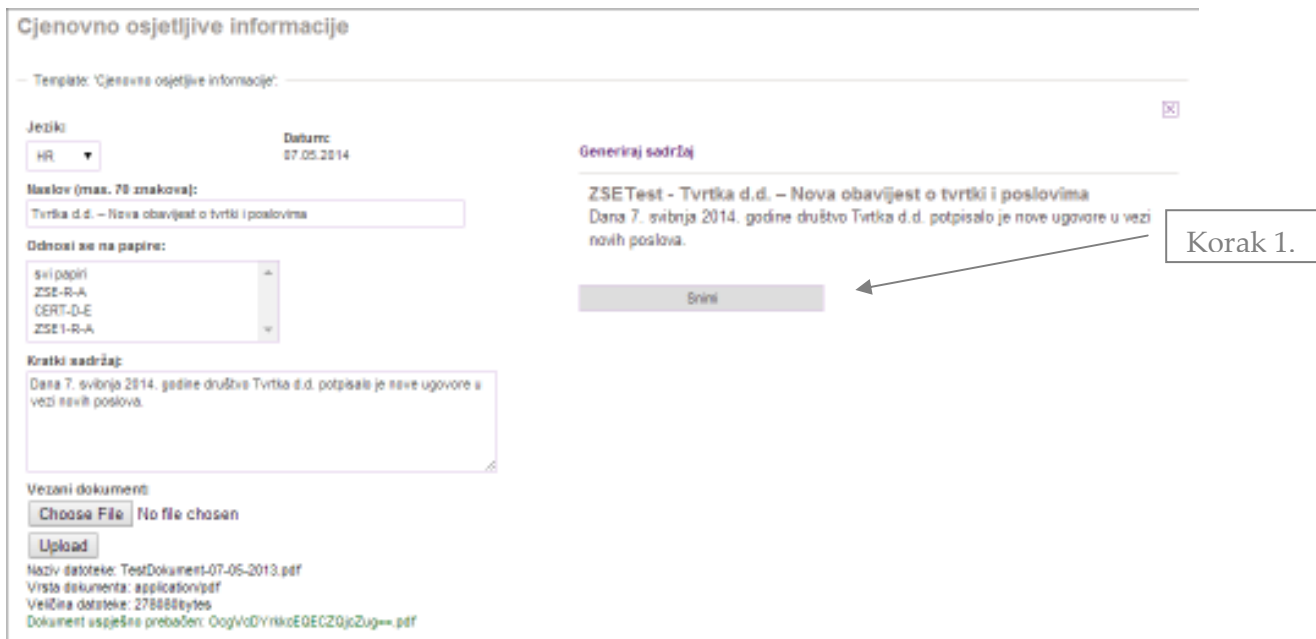 Cjenovno osjetljive informacije
Template: 'Cjenovno osjetljive informacije':
Jezik:
HR
Datum:
07.05.2014
Naslov (max. 70 znakova):
Tvrtka d.d. – Nova obavijest o tvrtki i poslovima
Odnosi se na papire:
svi papiri
ZSE-R-A
CERT-D-E
ZSE1-R-A
Kratki sadržaj:
Dana 7. svibnja 2014. godine društvo Tvrtka d.d. potpisalo je nove ugovore u
vezi novih poslova.
Vezani dokument:
Choose File No file chosen
Upload
Naziv datoteke: TestDokument-07-05-2013.pdf
Vrsta dokumenta: application/pdf
Veličina datoteke: 278080bytes
Dokument uspješno prebačen:
Generiraj sadržaj
ZSETest - Tvrtka d.d. – Nova obavijest o tvrtki i poslovima
Dana 7. svibnja 2014. godine društvo Tvrtka d.d. potpisalo je nove ugovore u vezi
novih poslova.
Snimi
Korak 1.